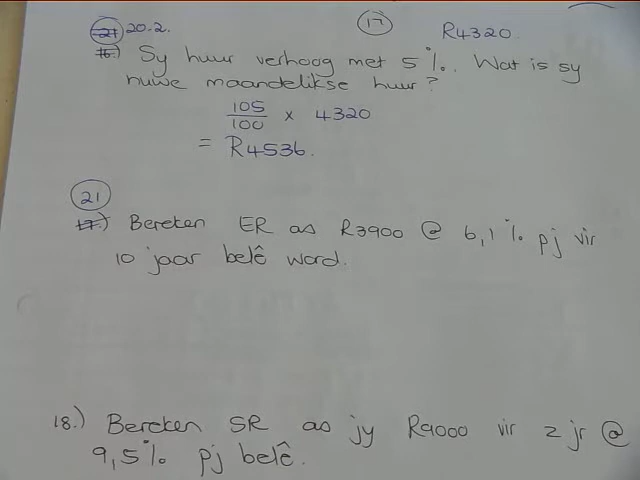 (17) R4320.
(21) 20.2.
16.) Sy huur verhoog met 5%. Wat is sy
nuwe maandelikse huur?
105/100 x 4320
= R4536.
(21)
17.) Bereken ER as R3900 @ 6,1% pj vir
10 jaar belê word.
18.) Bereken SR as jy R9000 vir 2 jr @
9,5% pj belê.